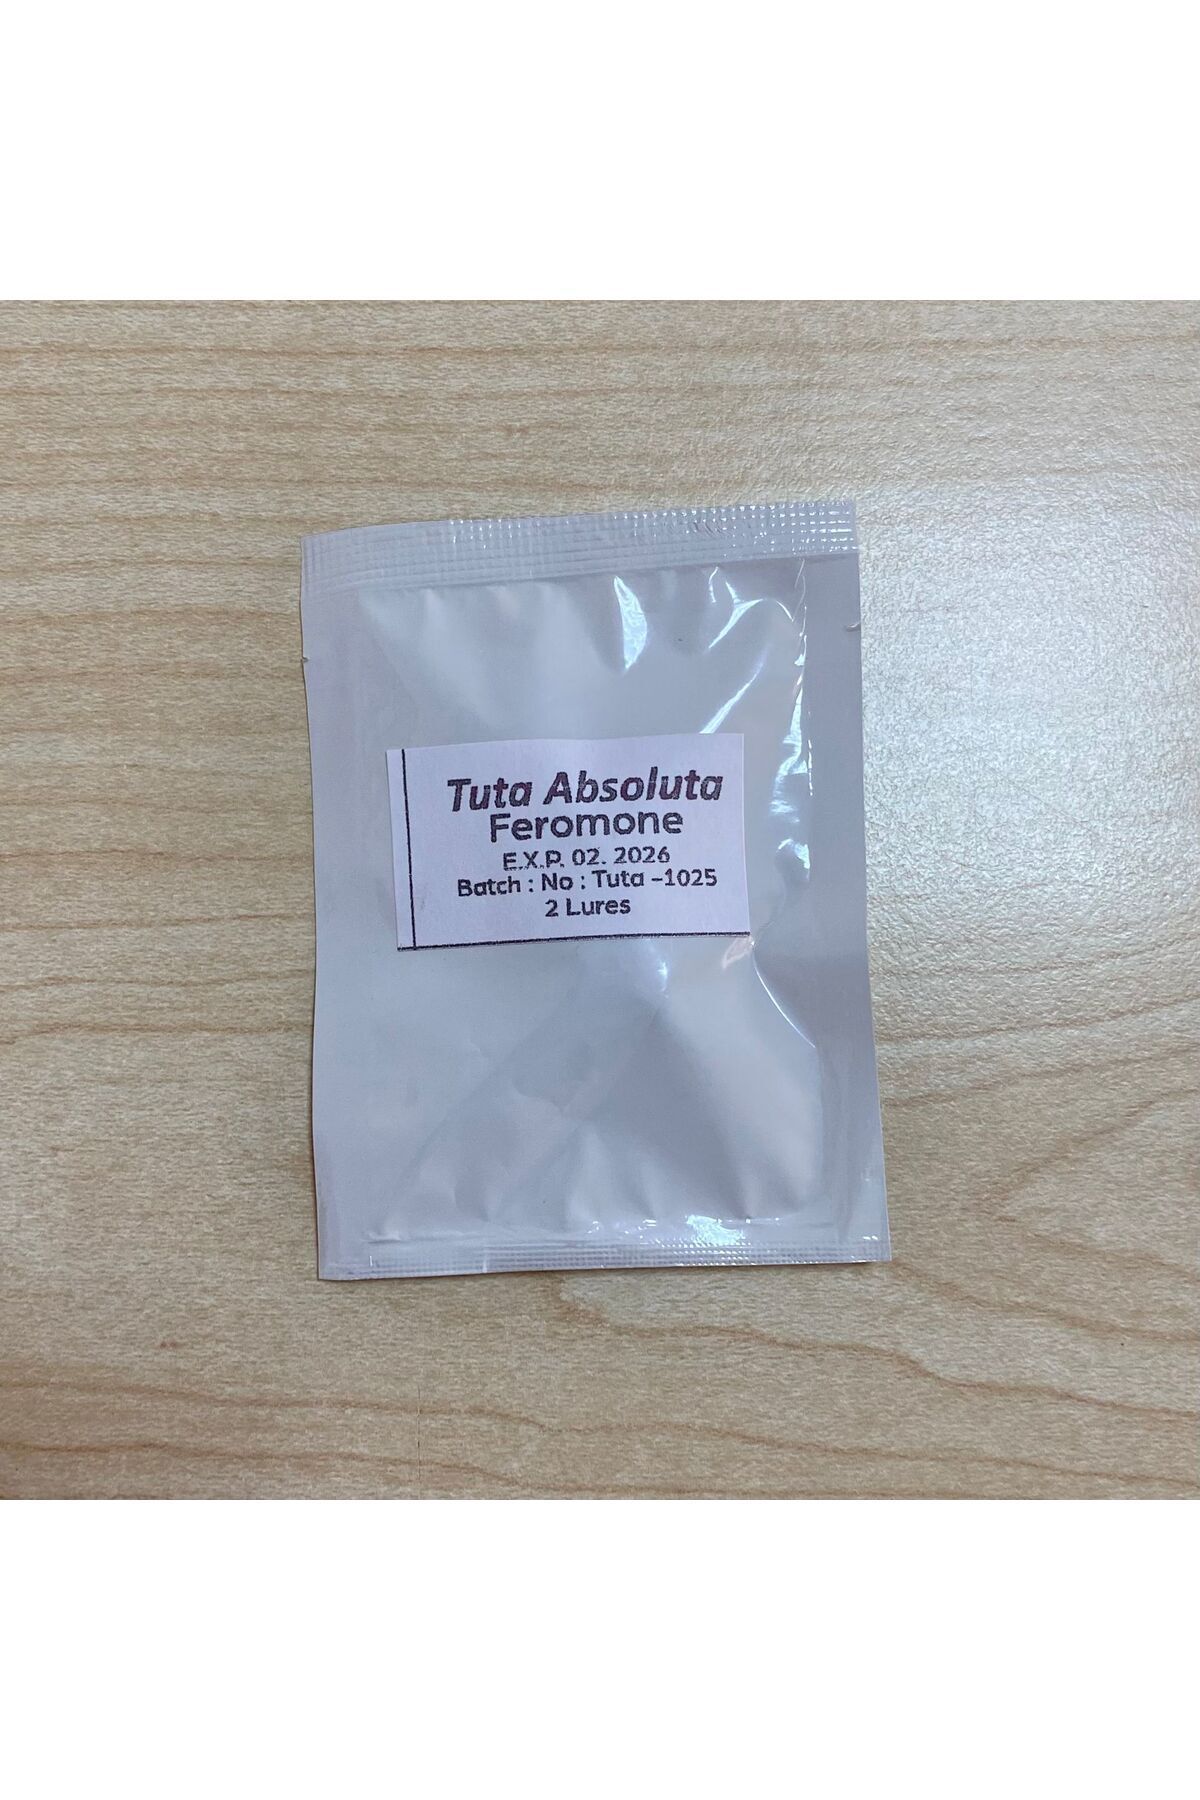 Tuta Absoluta
Feromone
E.X.P. 02. 2026
Batch : No : Tuta -1025
2 Lures